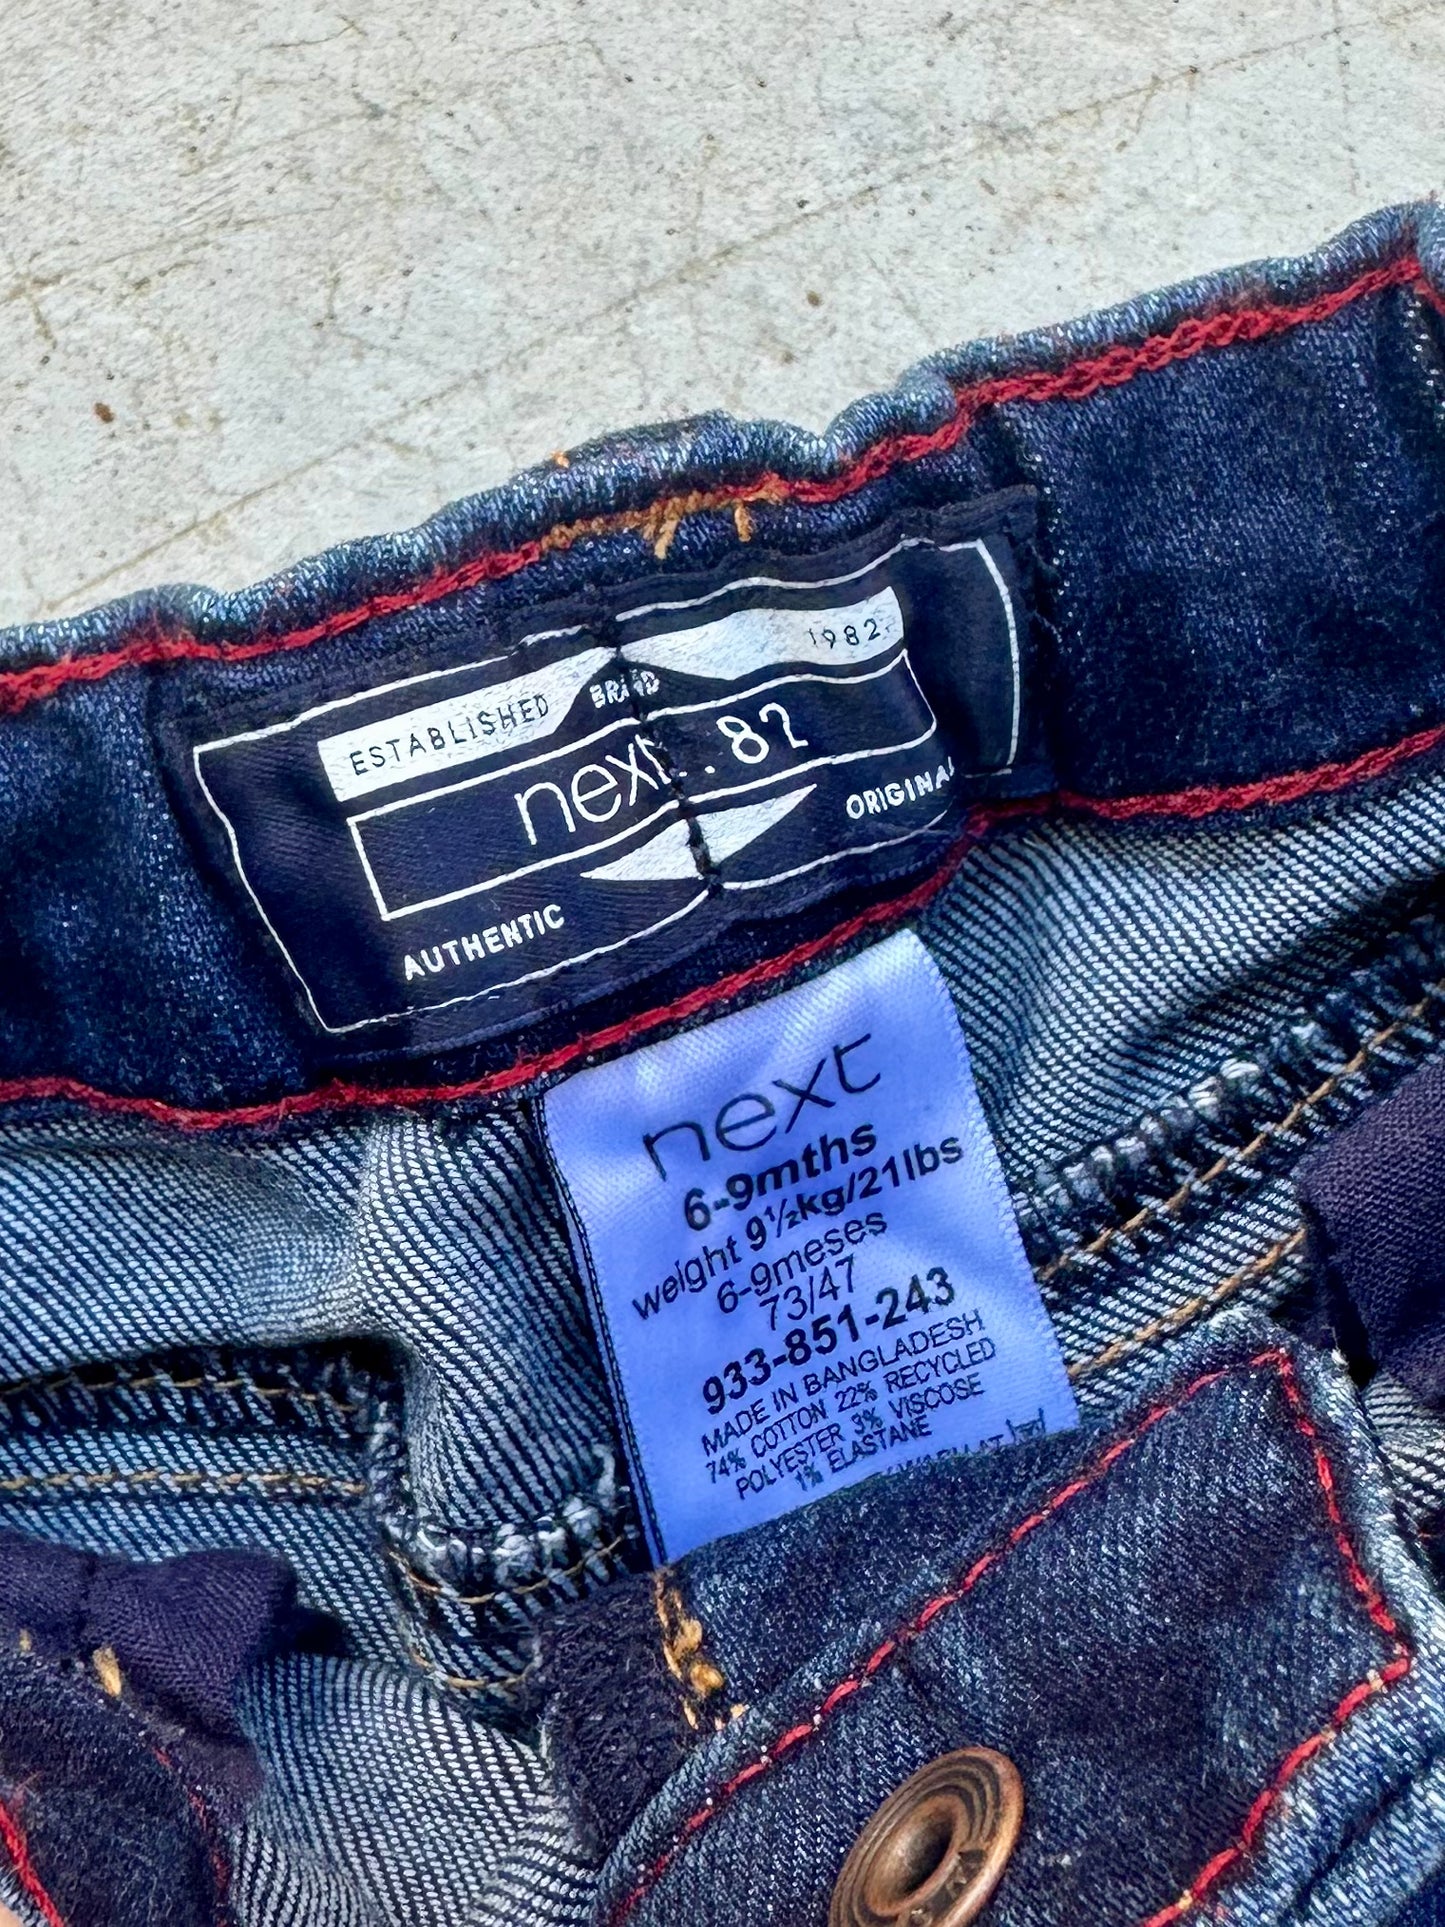 ESTABLISHED BRAND 1982.
next. 82
AUTHENTIC ORIGINAL
next
6-9mths
weight 9½kg/21lbs
6-9meses
73/47
933-851-243
MADE IN BANGLADESH
74% COTTON 22% RECYCLED
POLYESTER 3% VISCOSE
1% ELASTANE